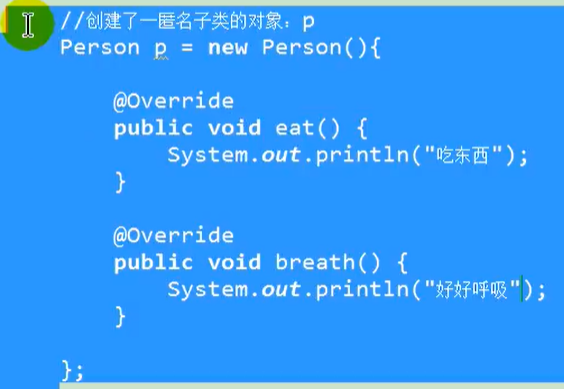 //创建了一匿名子类的对象：p
Person p = new Person(){
@Override
public void eat() {
System.out.println("吃东西");
}
@Override
public void breath() {
System.out.println("好好呼吸");
}
};